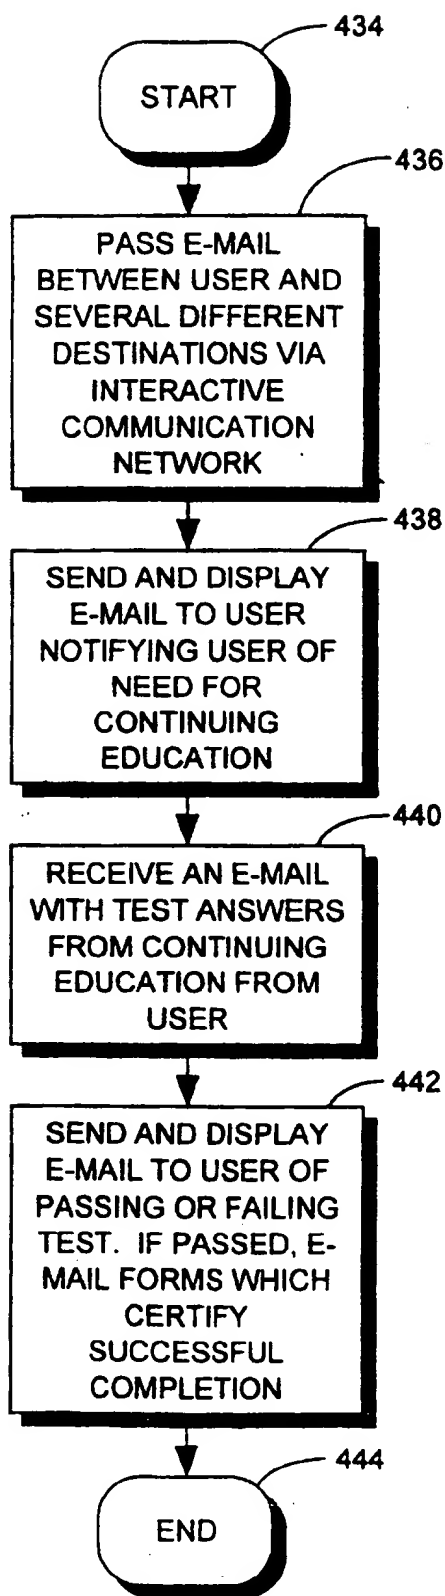 434
START
436
PASS E-MAIL
BETWEEN USER AND
SEVERAL DIFFERENT
DESTINATIONS VIA
INTERACTIVE
COMMUNICATION
NETWORK
438
SEND AND DISPLAY
E-MAIL TO USER
NOTIFYING USER OF
NEED FOR
CONTINUING
EDUCATION
440
RECEIVE AN E-MAIL
WITH TEST ANSWERS
FROM CONTINUING
EDUCATION FROM
USER
442
SEND AND DISPLAY
E-MAIL TO USER OF
PASSING OR FAILING
TEST. IF PASSED, E-
MAIL FORMS WHICH
CERTIFY
SUCCESSFUL
COMPLETION
444
END